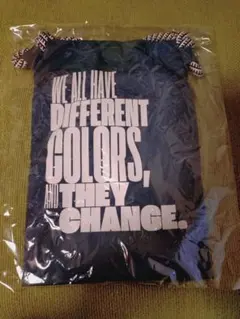 WE ALL HAVE
DIFFERENT
COLORS,
AND THEY
CHANGE.